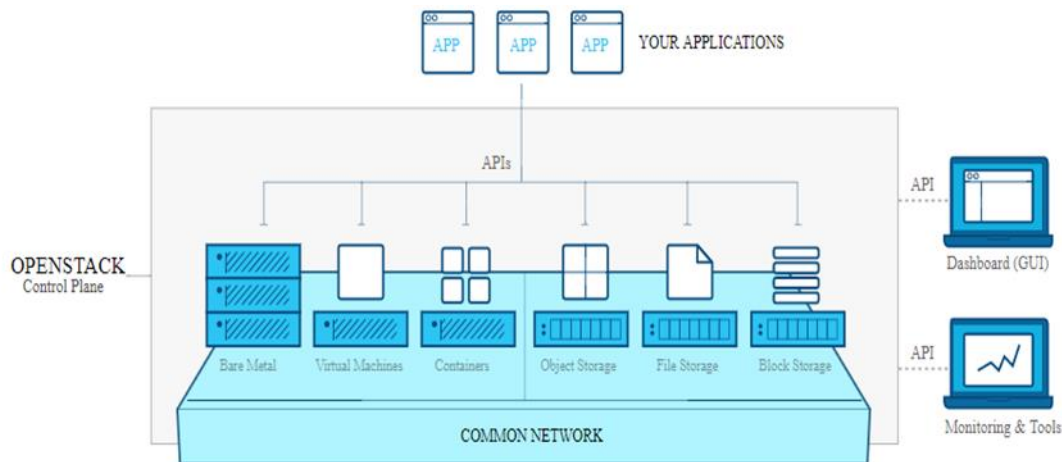 APP APP APP YOUR APPLICATIONS
APIs
API
OPENSTACK
Control Plane
Dashboard (GUI)
Bare Metal Virtual Machines Containers Object Storage File Storage Block Storage
API
Monitoring & Tools
COMMON NETWORK